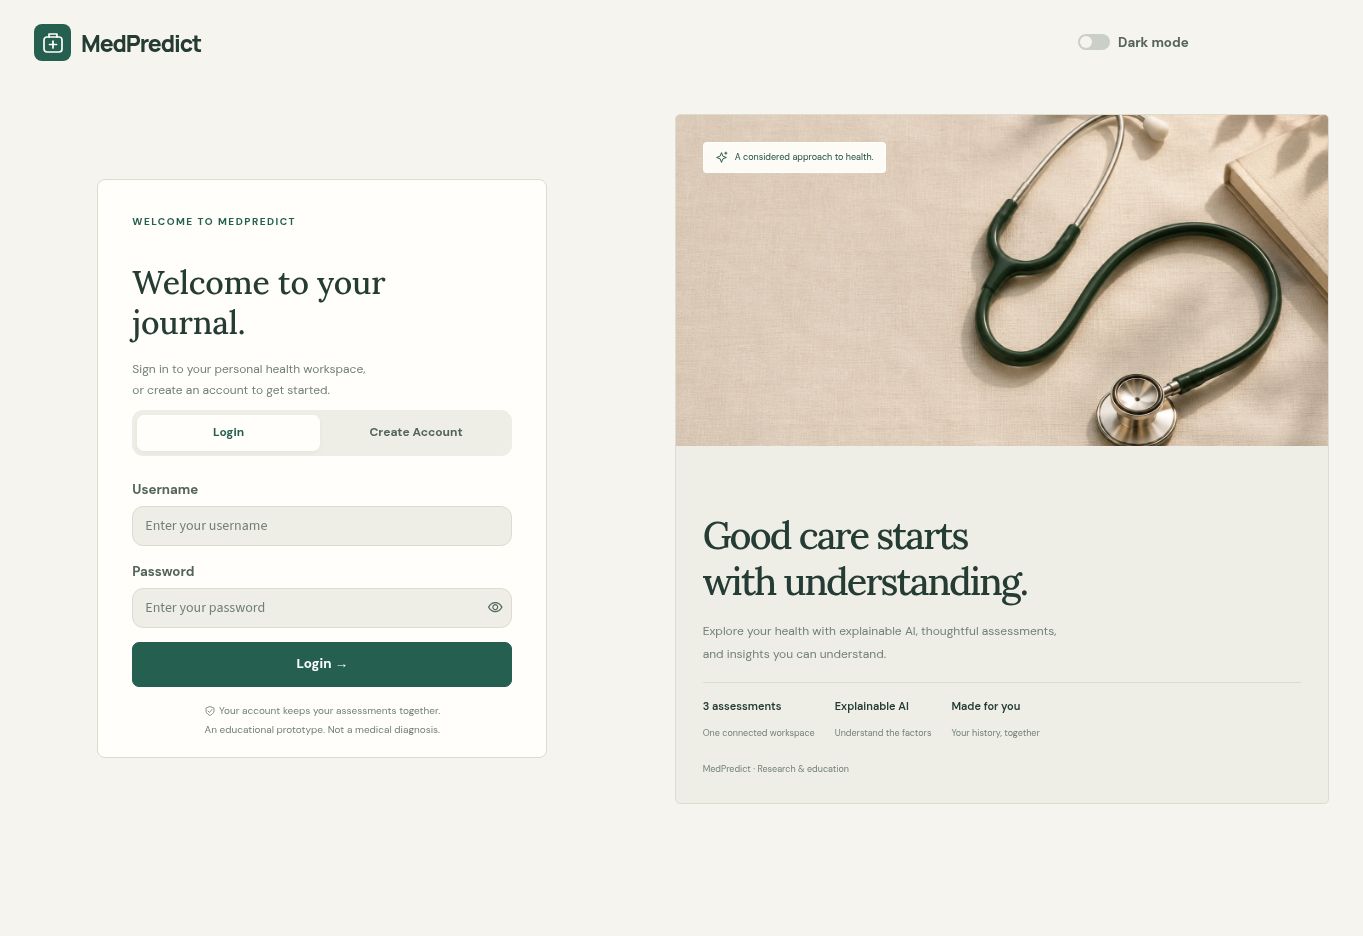 MedPredict
Dark mode
WELCOME TO MEDPREDICT
Welcome to your
journal.
Sign in to your personal health workspace,
or create an account to get started.
Login
Create Account
Username
Enter your username
Password
Enter your password
Login →
Your account keeps your assessments together.
An educational prototype. Not a medical diagnosis.
A considered approach to health.
Good care starts
with understanding.
Explore your health with explainable AI, thoughtful assessments,
and insights you can understand.
3 assessments
One connected workspace
Explainable AI
Understand the factors
Made for you
Your history, together
MedPredict · Research & education